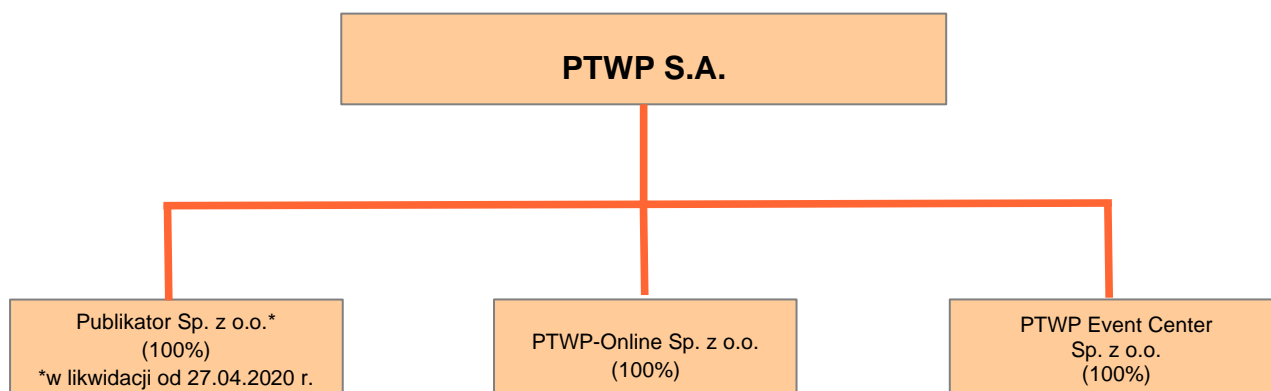 PTWP S.A.
Publikator Sp. z o.o.*
(100%)
*w likwidacji od 27.04.2020 r.
PTWP-Online Sp. z o.o.
(100%)
PTWP Event Center
Sp. z o.o.
(100%)